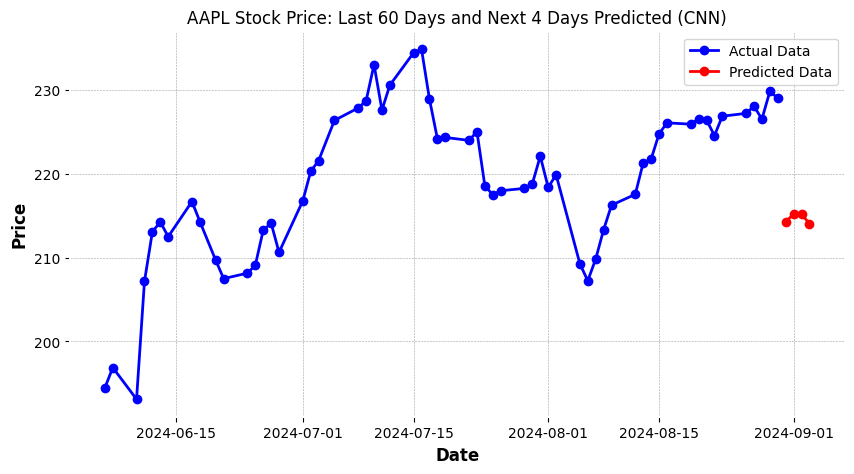 AAPL Stock Price: Last 60 Days and Next 4 Days Predicted (CNN)
Actual Data
Predicted Data
Price
230
220
210
200
2024-06-15
2024-07-01
2024-07-15
2024-08-01
2024-08-15
2024-09-01
Date